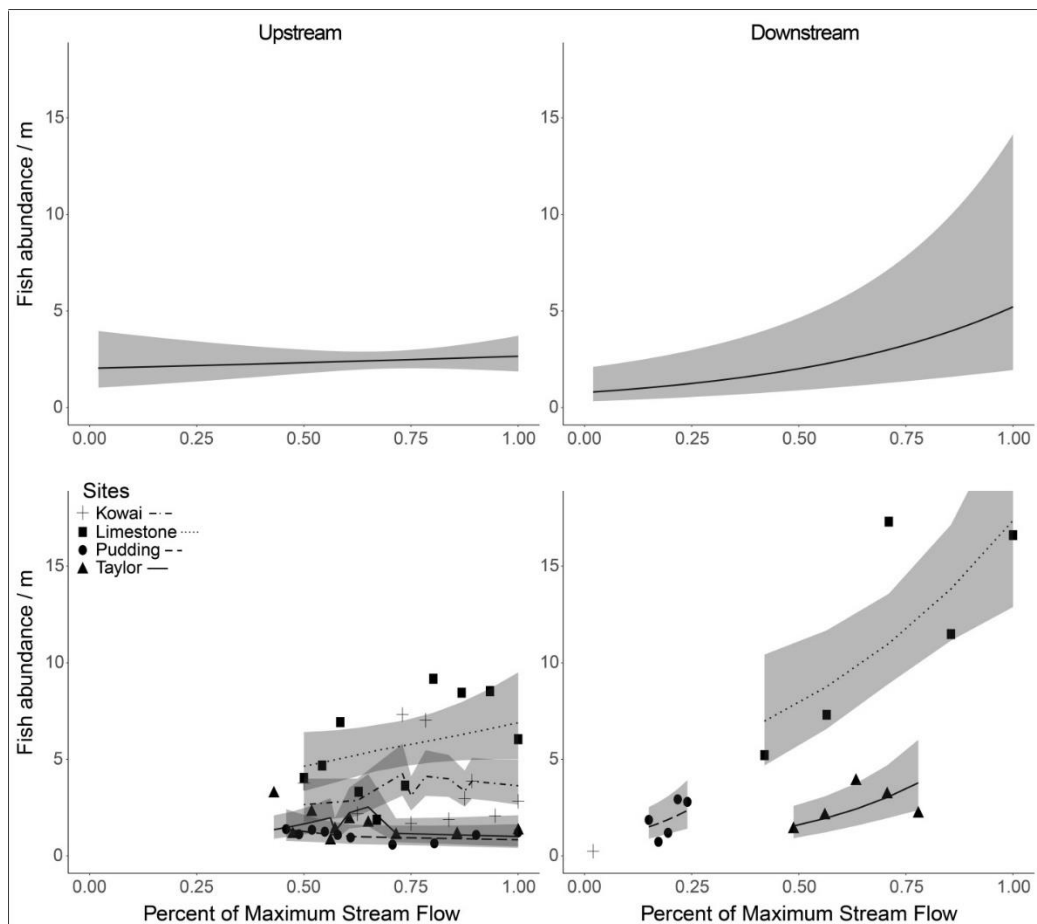 Upstream
Downstream
Fish abundance / m
15
10
5
0
0.00 0.25 0.50 0.75 1.00
Fish abundance / m
15
10
5
0
0.00 0.25 0.50 0.75 1.00
Sites
Kowai
Limestone
Pudding
Taylor
Fish abundance / m
15
10
5
0
0.00 0.25 0.50 0.75 1.00
Percent of Maximum Stream Flow
15
10
5
0
0.00 0.25 0.50 0.75 1.00
Percent of Maximum Stream Flow